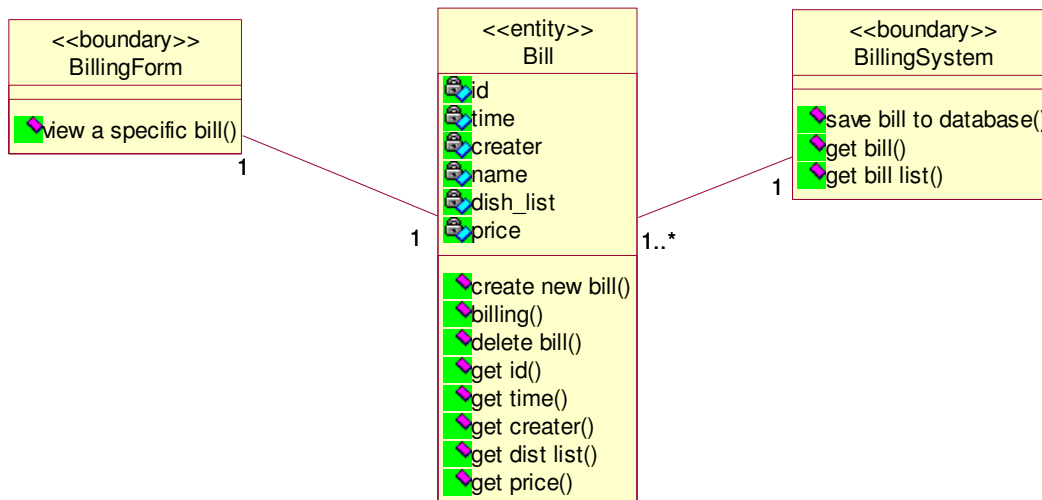 <<boundary>>
BillingForm
view a specific bill()
1
<<entity>>
Bill
id
time
creater
name
dish_list
price
create new bill()
billing()
delete bill()
get id()
get time()
get creater()
get dist list()
get price()
1
1..*
<<boundary>>
BillingSystem
save bill to database()
get bill()
get bill list()
1